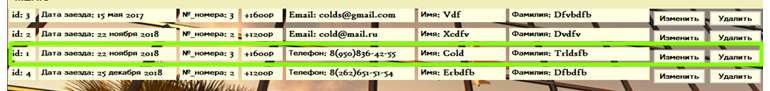 id: 3 Дата заезда: 15 мая 2017 №_номера: 3 +1600р Email: colds@gmail.com Имя: Vdf Фамилия: Dfvbdfb Изменить Удалить
id: 2 Дата заезда: 22 ноября 2018 №_номера: 2 +1200р Email: cold@mail.ru Имя: Xcdfv Фамилия: Dvdfv Изменить Удалить
id: 1 Дата заезда: 22 ноября 2018 №_номера: 3 +1600р Телефон: 8(950)836-42-55 Имя: Cold Фамилия: Trldsfb Изменить Удалить
id: 4 Дата заезда: 25 декабря 2018 №_номера: 2 +1200р Телефон: 8(262)651-51-54 Имя: Erbdfb Фамилия: Dfbdfb Изменить Удалить